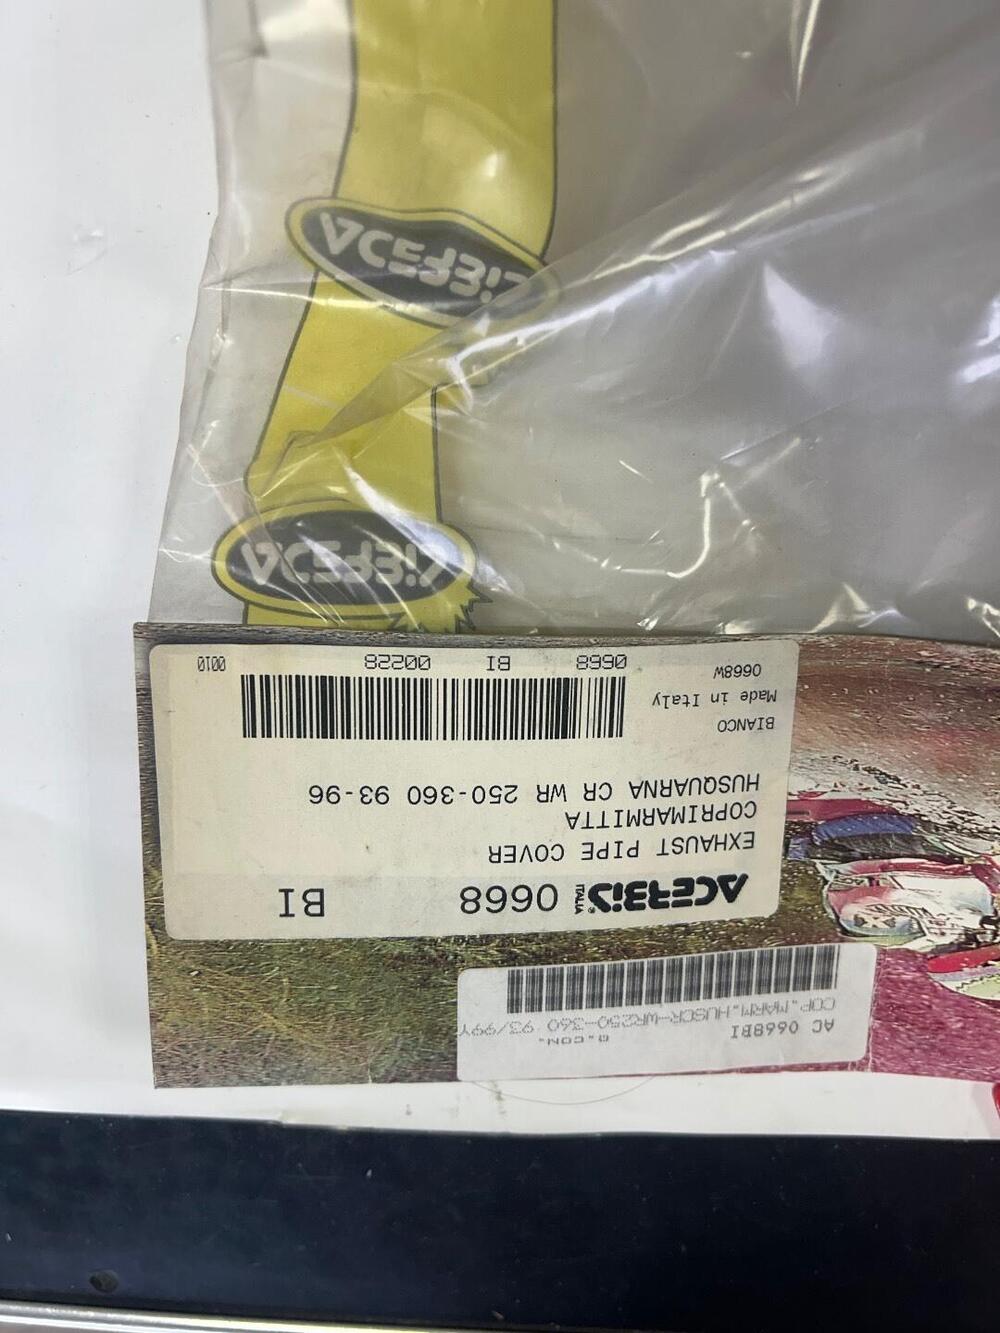 ACERBIS
ACERBIS
ACERBIS ITALIA 0668 BI
EXHAUST PIPE COVER
COPRIMARMITTA
HUSQUARNA CR WR 250-360 93-96
BIANCO
Made in Italy
0668W
0668 BI 00228 0010
AC 0668BI
COP.MARM.HUSCR-WR250-360 93/99Y